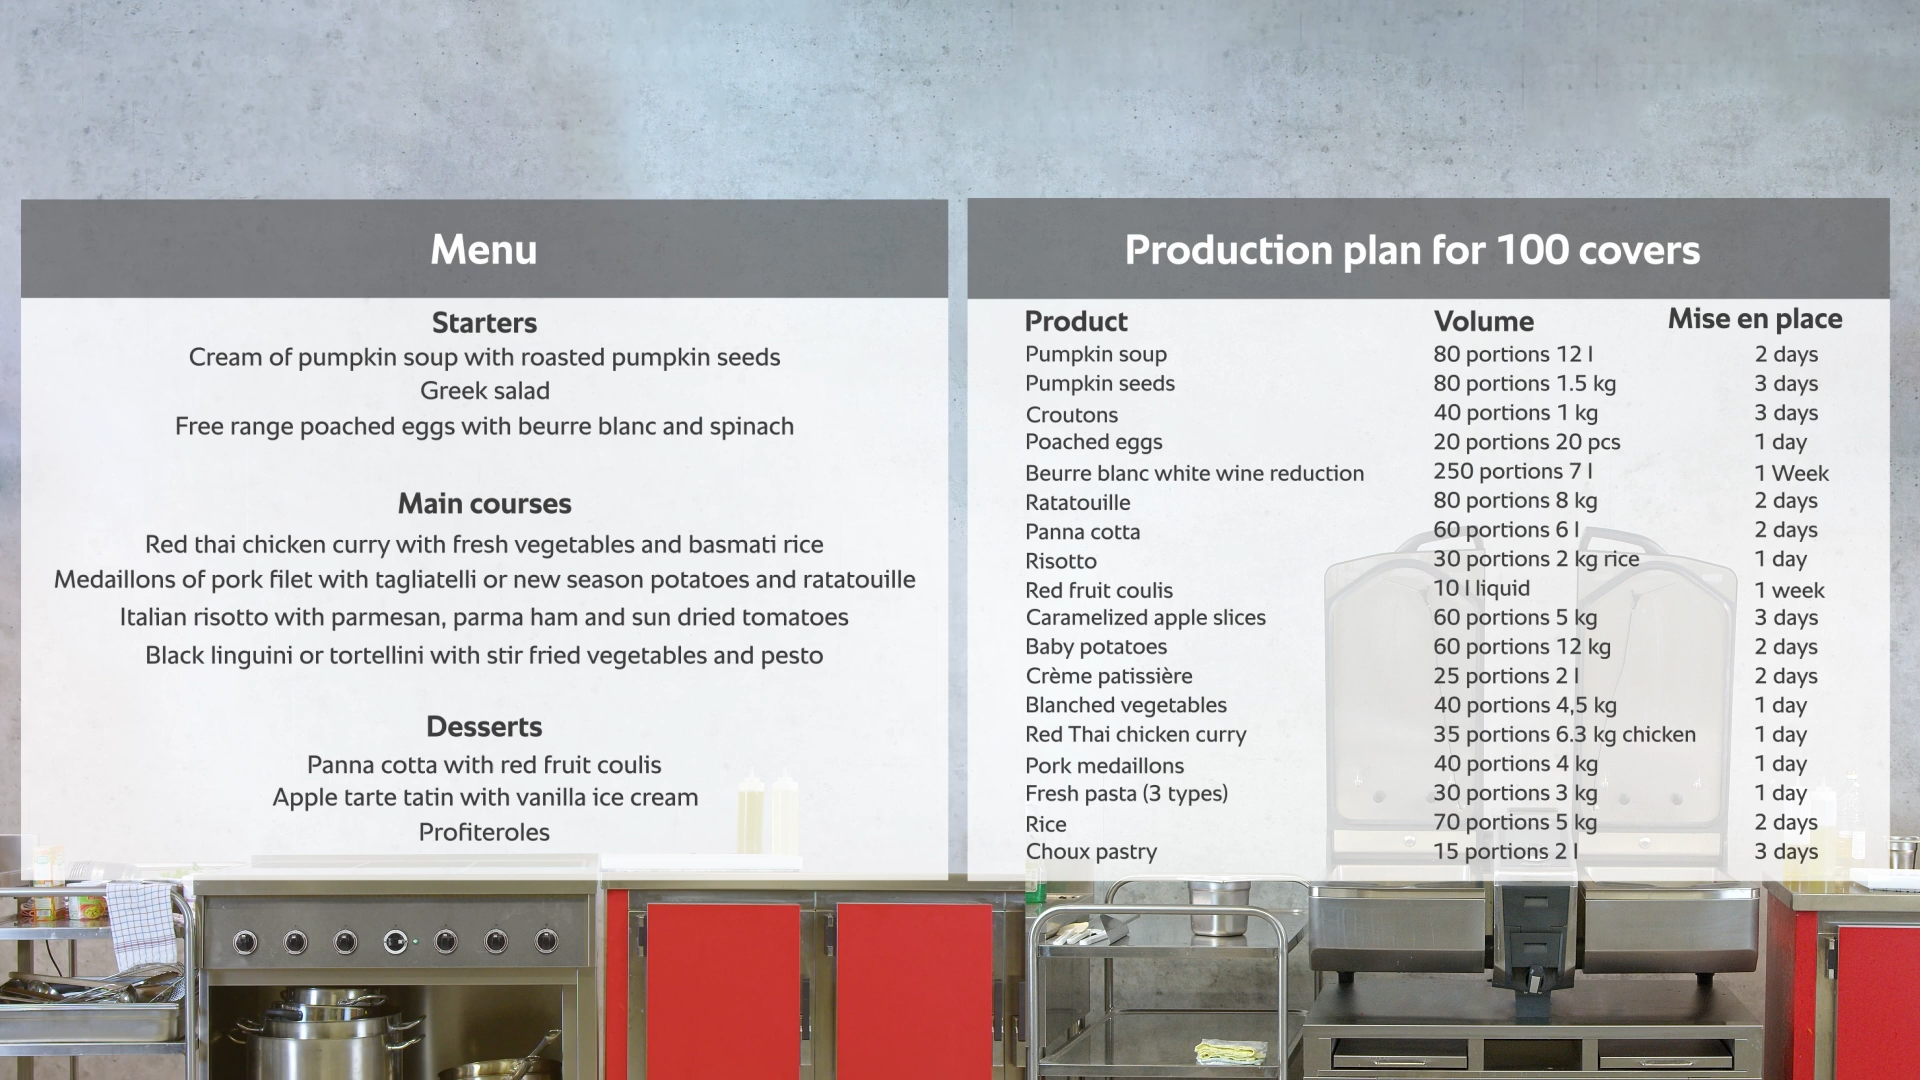 Menu
Starters
Cream of pumpkin soup with roasted pumpkin seeds
Greek salad
Free range poached eggs with beurre blanc and spinach
Main courses
Red thai chicken curry with fresh vegetables and basmati rice
Medaillons of pork filet with tagliatelli or new season potatoes and ratatouille
Italian risotto with parmesan, parma ham and sun dried tomatoes
Black linguini or tortellini with stir fried vegetables and pesto
Desserts
Panna cotta with red fruit coulis
Apple tarte tatin with vanilla ice cream
Profiteroles
Production plan for 100 covers
Product Volume Mise en place
Pumpkin soup 80 portions 12 l 2 days
Pumpkin seeds 80 portions 1.5 kg 3 days
Croutons 40 portions 1 kg 3 days
Poached eggs 20 portions 20 pcs 1 day
Beurre blanc white wine reduction 250 portions 7 l 1 Week
Ratatouille 80 portions 8 kg 2 days
Panna cotta 60 portions 6 l 2 days
Risotto 30 portions 2 kg rice 1 day
Red fruit coulis 10 l liquid 1 week
Caramelized apple slices 60 portions 5 kg 3 days
Baby potatoes 60 portions 12 kg 2 days
Crème patissière 25 portions 2 l 2 days
Blanched vegetables 40 portions 4,5 kg 1 day
Red Thai chicken curry 35 portions 6.3 kg chicken 1 day
Pork medaillons 40 portions 4 kg 1 day
Fresh pasta (3 types) 30 portions 3 kg 1 day
Rice 70 portions 5 kg 2 days
Choux pastry 15 portions 2 l 3 days